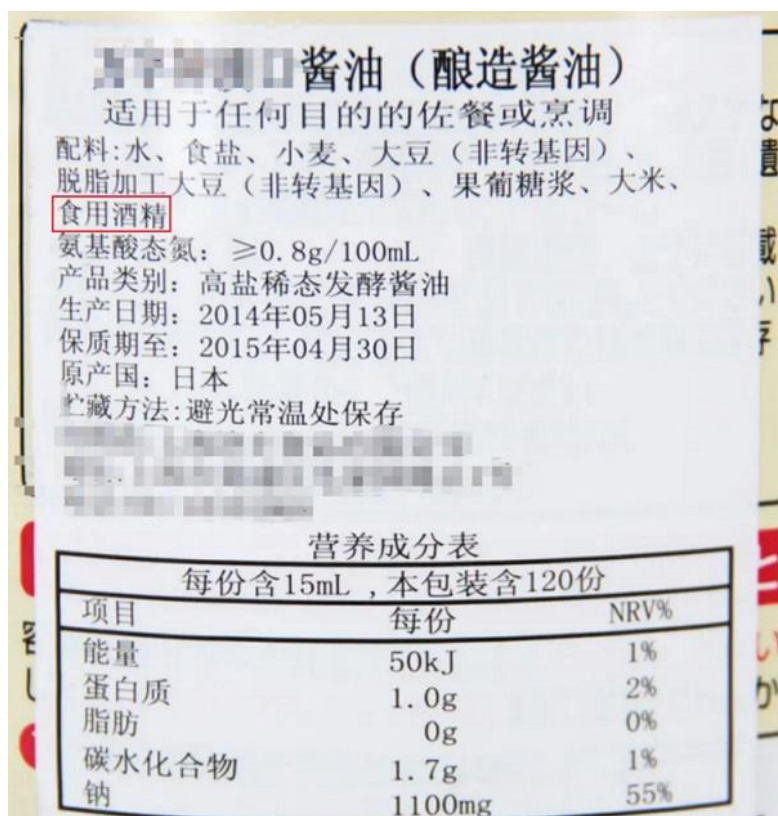 酱油（酿造酱油）
适用于任何目的的佐餐或烹调
配料:水、食盐、小麦、大豆（非转基因）、
脱脂加工大豆（非转基因）、果葡糖浆、大米、
食用酒精
氨基酸态氮：≥0.8g/100mL
产品类别：高盐稀态发酵酱油
生产日期：2014年05月13日
保质期至：2015年04月30日
原产国：日本
贮藏方法:避光常温处保存
营养成分表
每份含15mL ,本包装含120份
项目 每份 NRV%
能量 50kJ 1%
蛋白质 1.0g 2%
脂肪 0g 0%
碳水化合物 1.7g 1%
钠 1100mg 55%